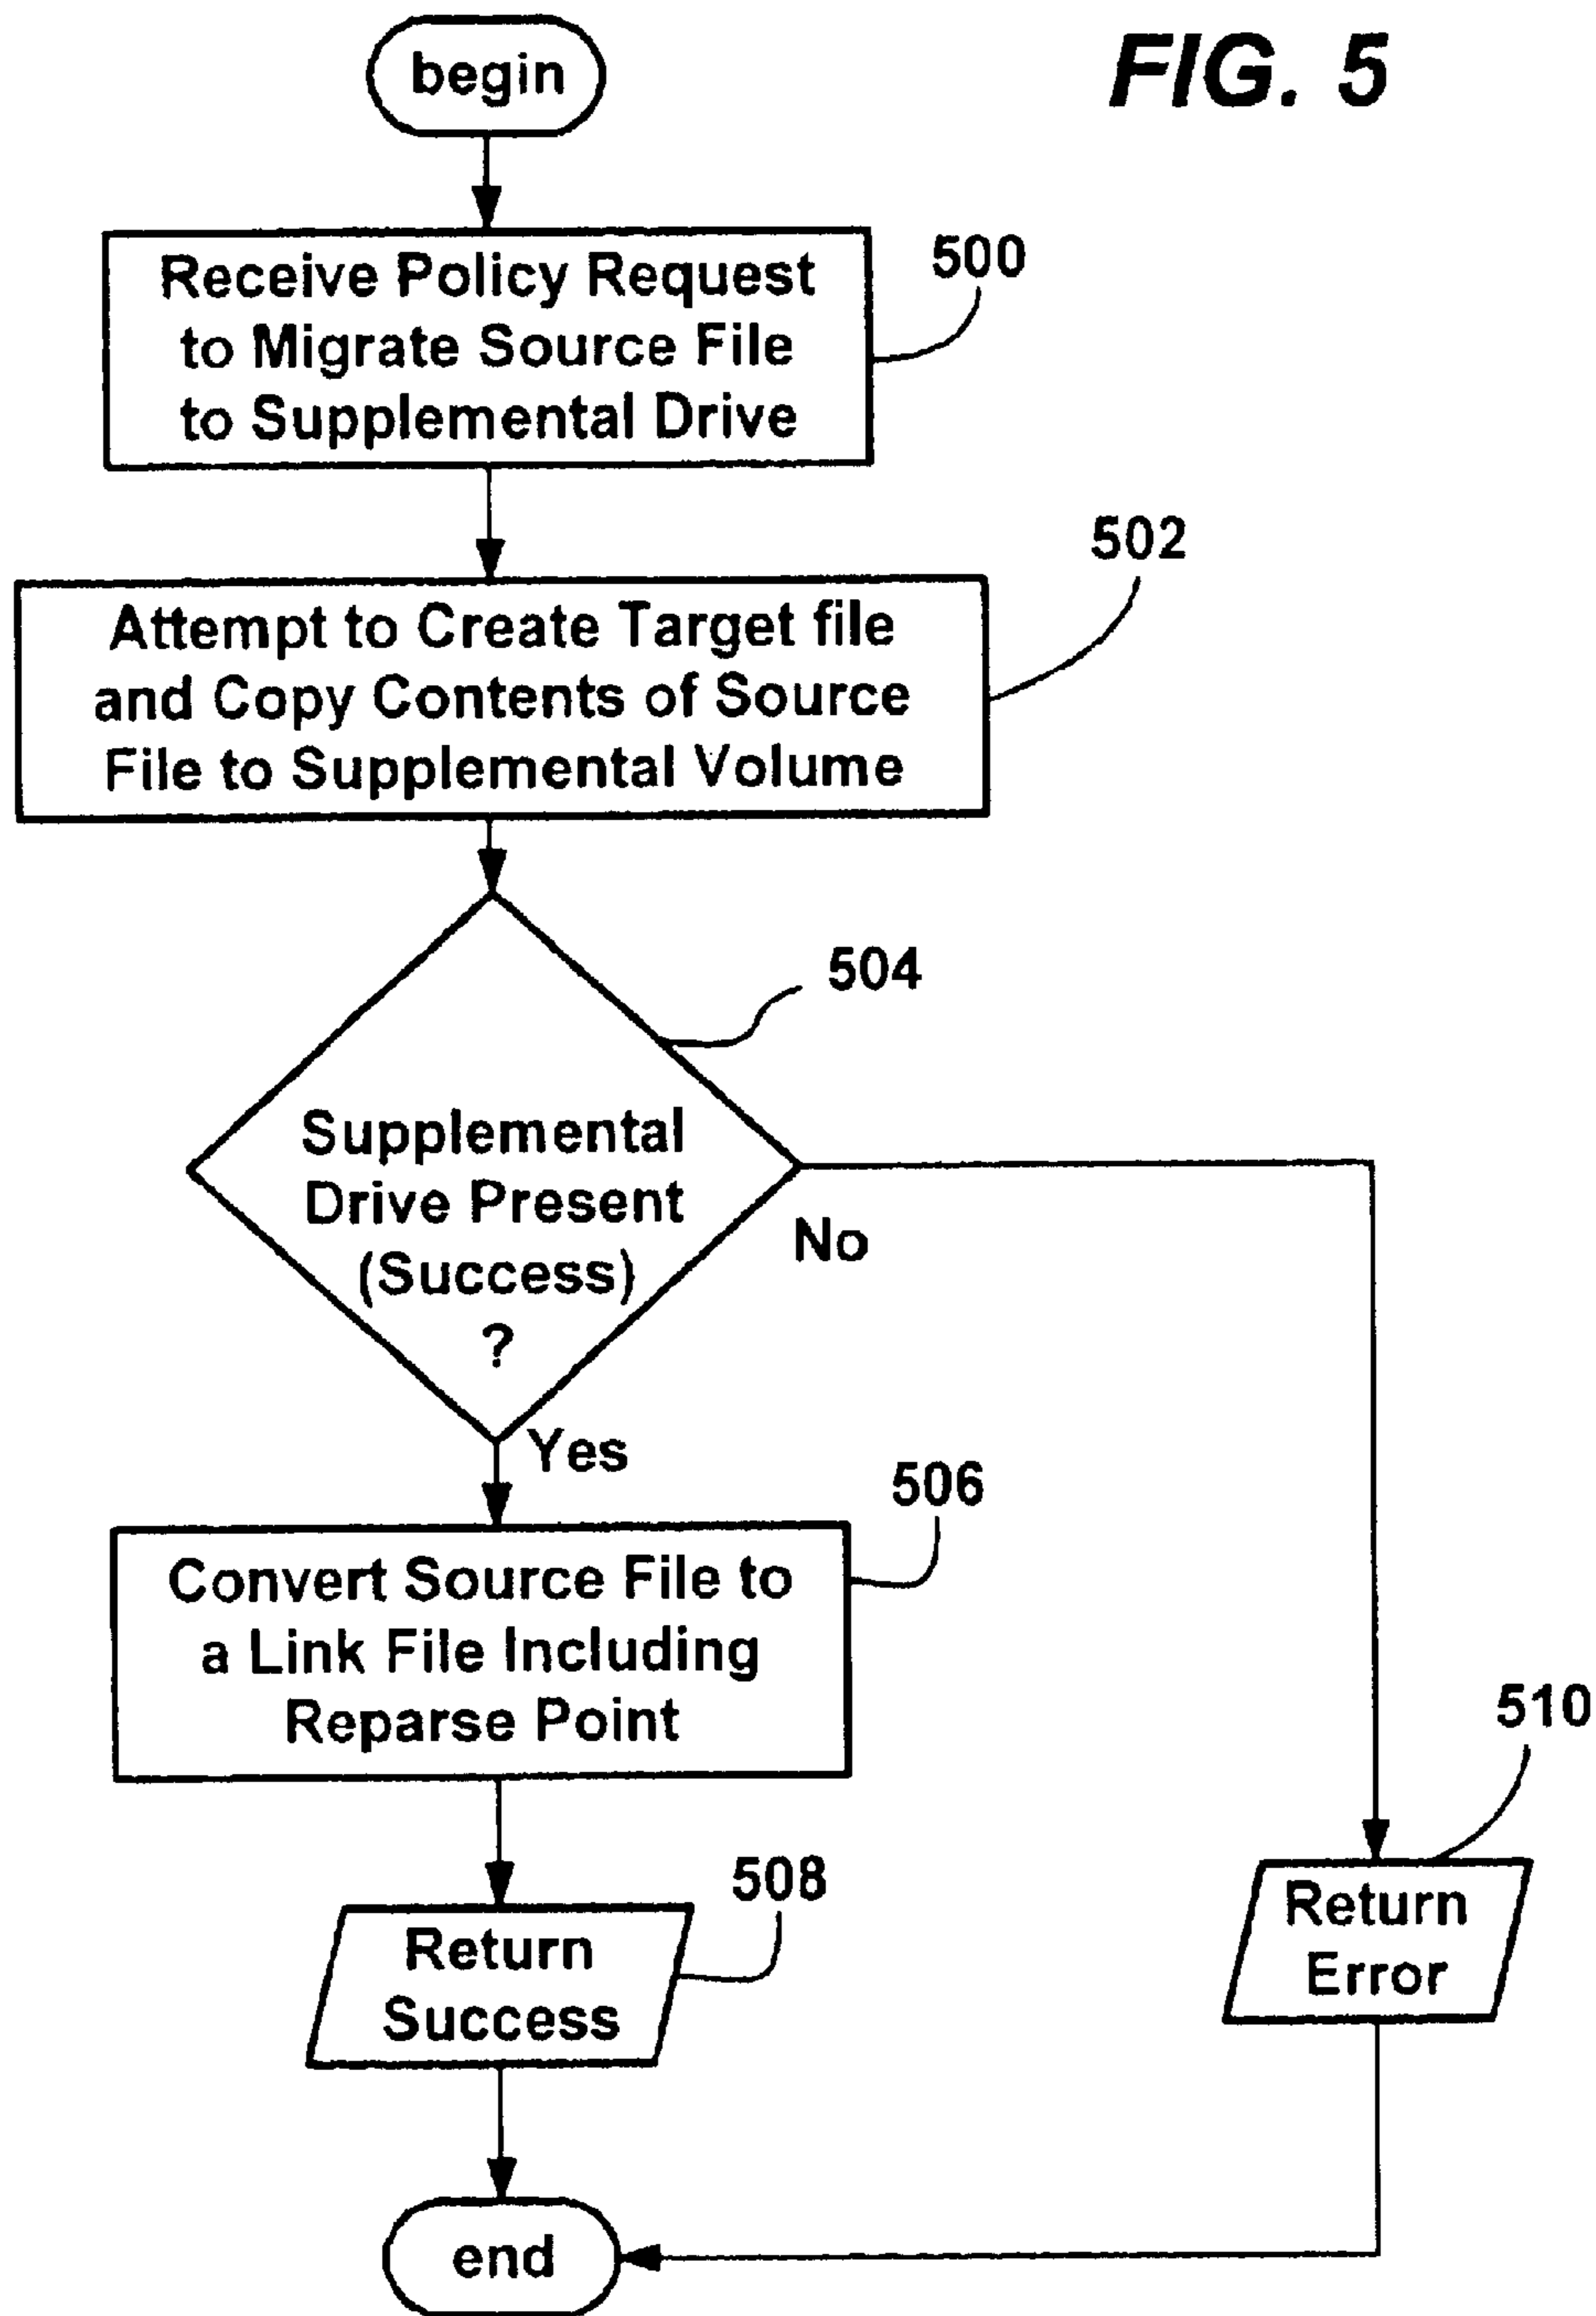 FIG. 5
begin
Receive Policy Request
to Migrate Source File
to Supplemental Drive
500
Attempt to Create Target file
and Copy Contents of Source
File to Supplemental Volume
502
504
Supplemental
Drive Present
(Success)
?
No
Yes
506
Convert Source File to
a Link File Including
Reparse Point
510
508
Return
Success
Return
Error
end